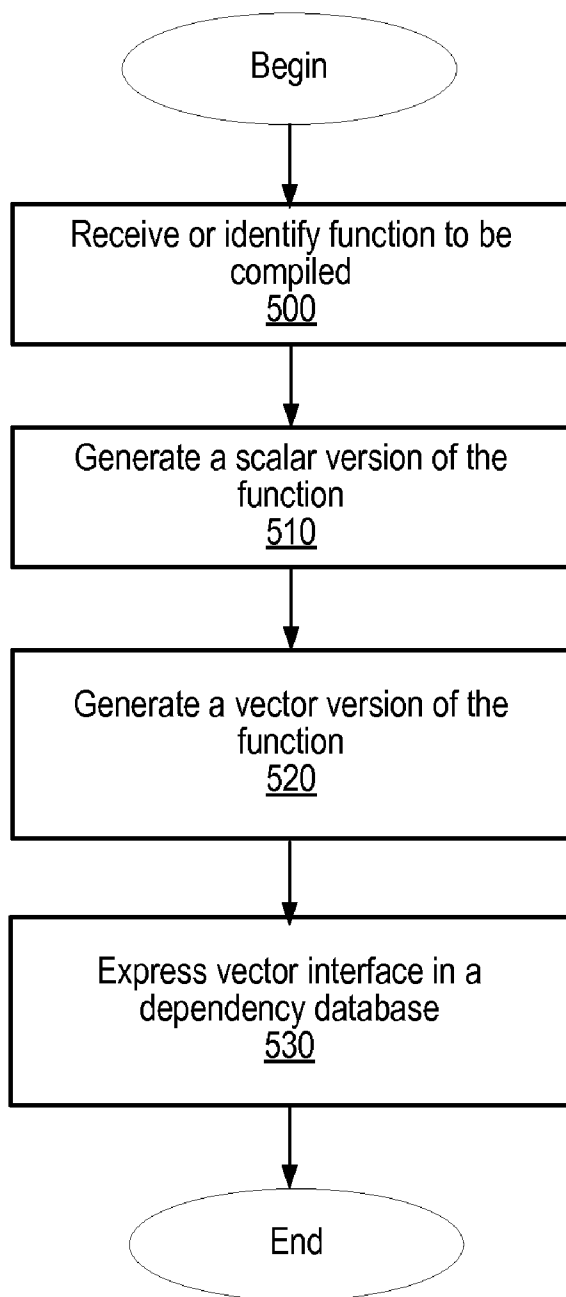 Begin
Receive or identify function to be
compiled
500
Generate a scalar version of the
function
510
Generate a vector version of the
function
520
Express vector interface in a
dependency database
530
End